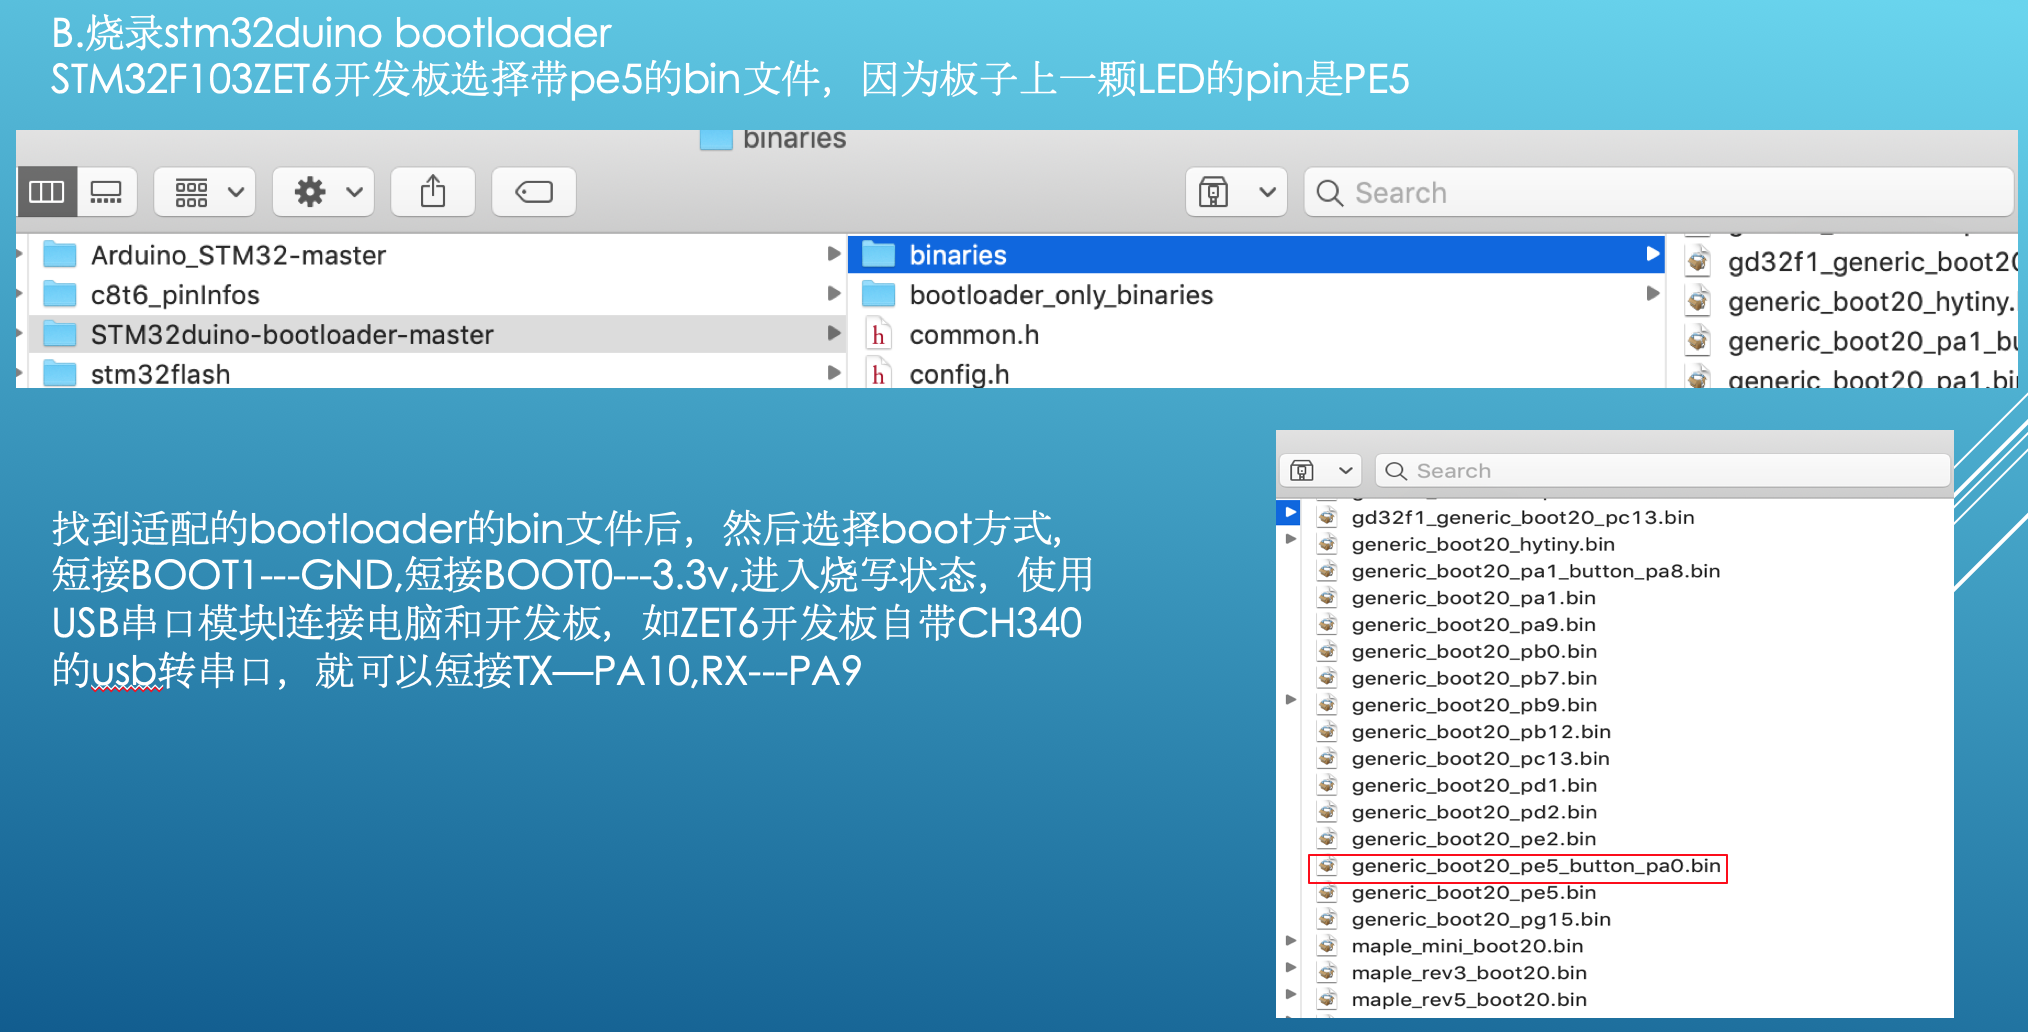 B.烧录stm32duino bootloader
STM32F103ZET6开发板选择带pe5的bin文件，因为板子上一颗LED的pin是PE5
binaries
Search
Arduino_STM32-master
c8t6_pinInfos
STM32duino-bootloader-master
stm32flash
binaries
bootloader_only_binaries
common.h
config.h
gd32f1_generic_boot20
generic_boot20_hytiny.
generic_boot20_pa1_bu
generic_boot20_pa1.bin
找到适配的bootloader的bin文件后，然后选择boot方式,
短接BOOT1---GND,短接BOOT0---3.3v,进入烧写状态，使用
USB串口模块l连接电脑和开发板，如ZET6开发板自带CH340
的usb转串口，就可以短接TX—PA10,RX---PA9
Search
gd32f1_generic_boot20_pc13.bin
generic_boot20_hytiny.bin
generic_boot20_pa1_button_pa8.bin
generic_boot20_pa1.bin
generic_boot20_pa9.bin
generic_boot20_pb0.bin
generic_boot20_pb7.bin
generic_boot20_pb9.bin
generic_boot20_pb12.bin
generic_boot20_pc13.bin
generic_boot20_pd1.bin
generic_boot20_pd2.bin
generic_boot20_pe2.bin
generic_boot20_pe5_button_pa0.bin
generic_boot20_pe5.bin
generic_boot20_pg15.bin
maple_mini_boot20.bin
maple_rev3_boot20.bin
maple_rev5_boot20.bin